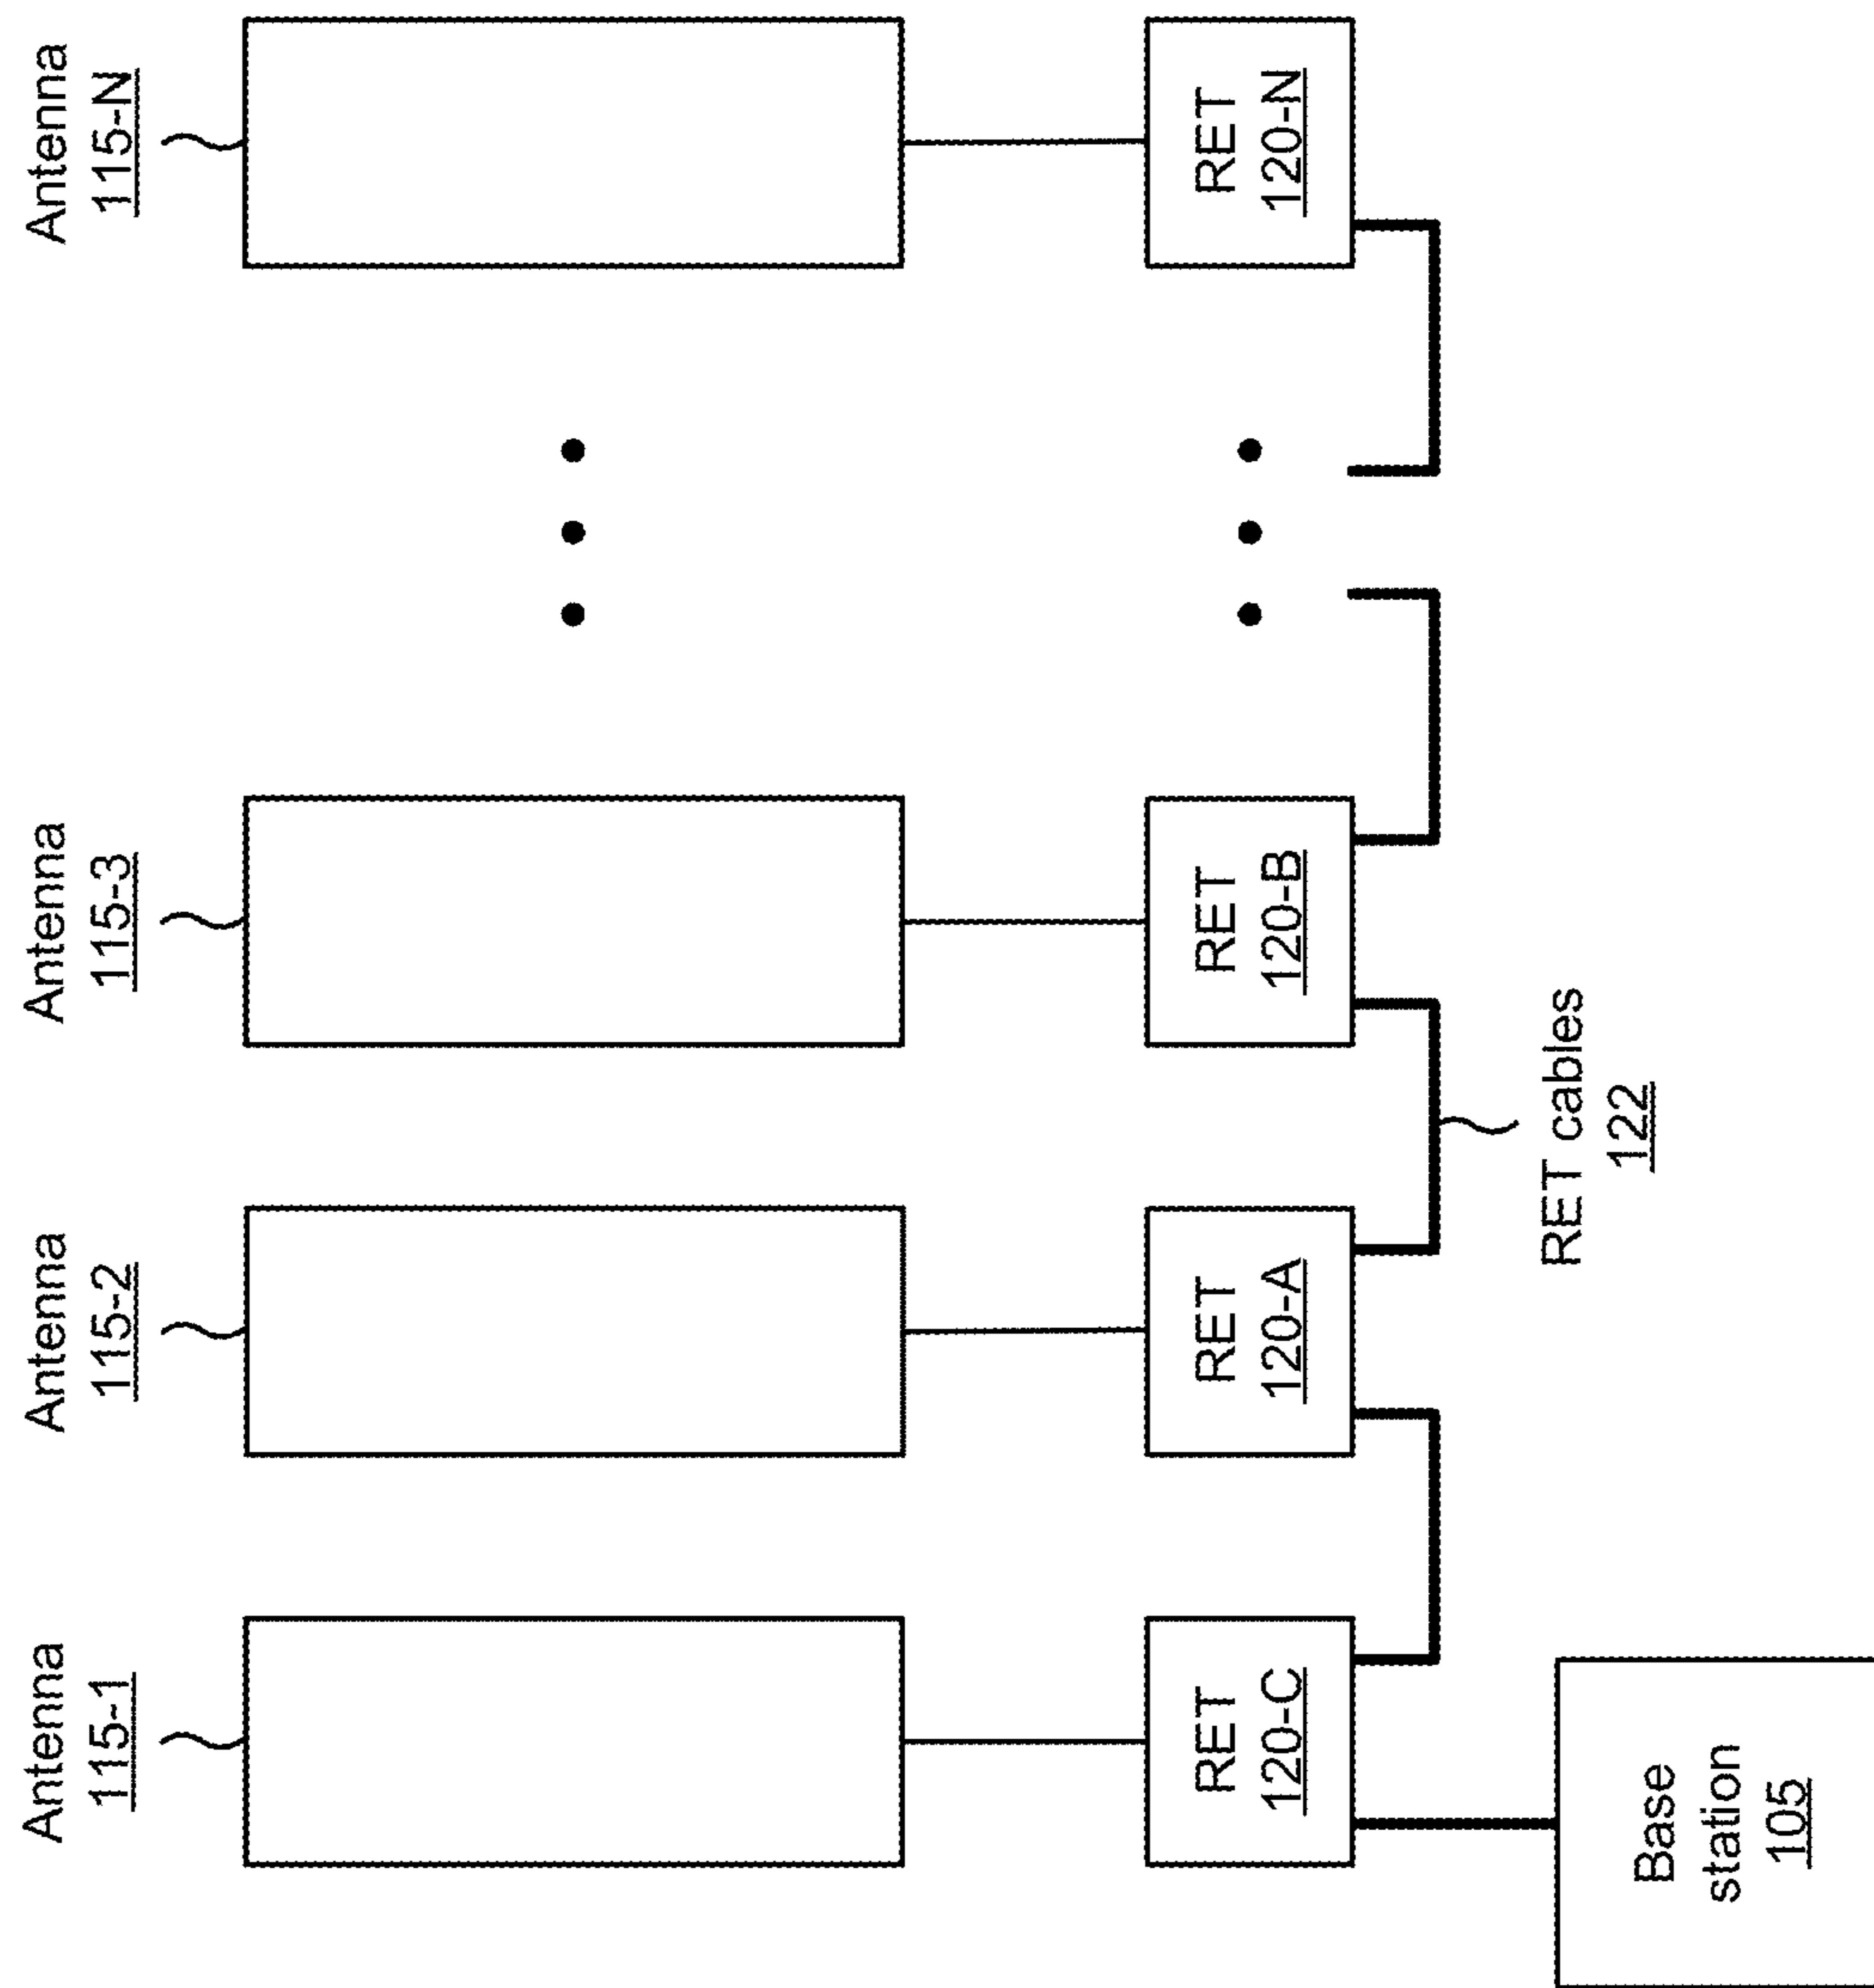 Antenna
115-1
Antenna
115-2
Antenna
115-3
Antenna
115-N
RET
120-C
RET
120-A
RET
120-B
RET
120-N
RET cables
122
Base
station
105